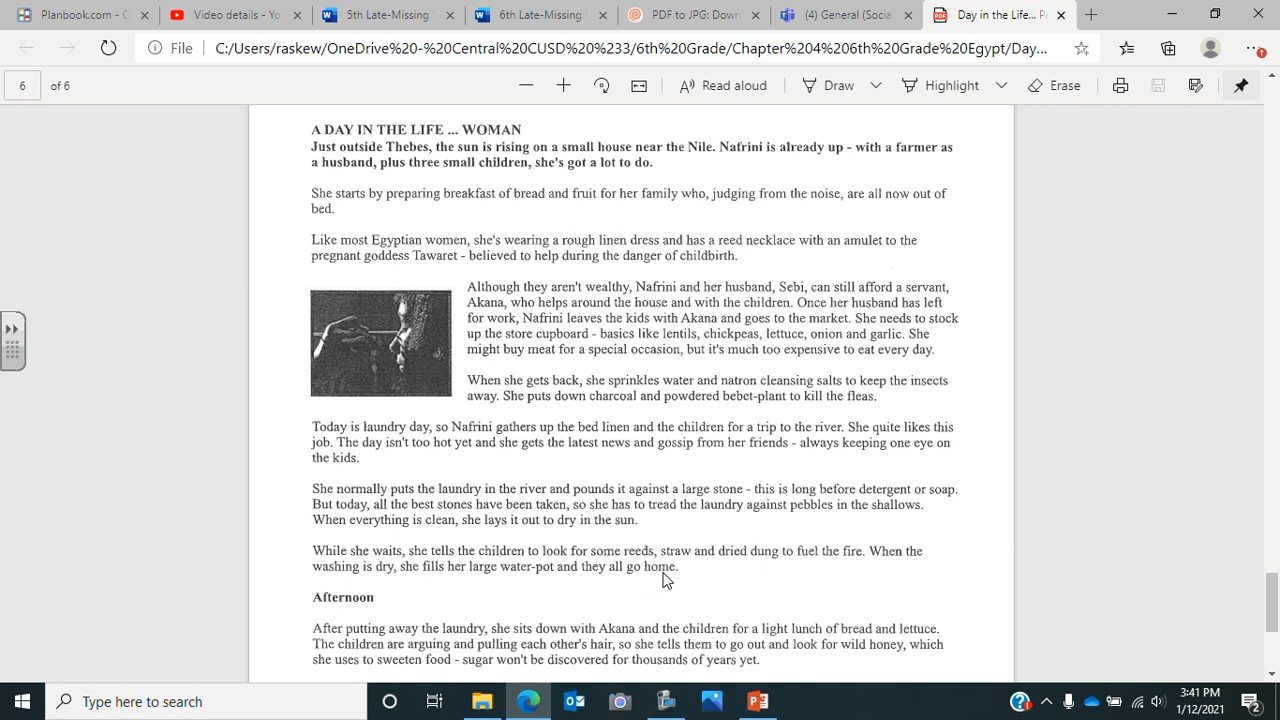 Planbook.com - C
Video details - Yo
5th Late-Missing
6th Late-Missing
PDF to JPG: Down
(4) General (Social
Day in the Life... P
File
C:/Users/raskew/OneDrive%20-%20Central%20CUSD%20%233/6th%20Grade/Chapter%204%206th%20Grade%20Egypt/Day...
6 of 6
Read aloud
Draw
Highlight
Erase
A DAY IN THE LIFE ... WOMAN
Just outside Thebes, the sun is rising on a small house near the Nile. Nafrini is already up - with a farmer as
a husband, plus three small children, she's got a lot to do.
She starts by preparing breakfast of bread and fruit for her family who, judging from the noise, are all now out of
bed.
Like most Egyptian women, she's wearing a rough linen dress and has a reed necklace with an amulet to the
pregnant goddess Tawaret - believed to help during the danger of childbirth.
Although they aren't wealthy, Nafrini and her husband, Sebi, can still afford a servant,
Akana, who helps around the house and with the children. Once her husband has left
for work, Nafrini leaves the kids with Akana and goes to the market. She needs to stock
up the store cupboard - basics like lentils, chickpeas, lettuce, onion and garlic. She
might buy meat for a special occasion, but it's much too expensive to eat every day.
When she gets back, she sprinkles water and natron cleansing salts to keep the insects
away. She puts down charcoal and powdered bebet-plant to kill the fleas.
Today is laundry day, so Nafrini gathers up the bed linen and the children for a trip to the river. She quite likes this
job. The day isn't too hot yet and she gets the latest news and gossip from her friends - always keeping one eye on
the kids.
She normally puts the laundry in the river and pounds it against a large stone - this is long before detergent or soap.
But today, all the best stones have been taken, so she has to tread the laundry against pebbles in the shallows.
When everything is clean, she lays it out to dry in the sun.
While she waits, she tells the children to look for some reeds, straw and dried dung to fuel the fire. When the
washing is dry, she fills her large water-pot and they all go home.
Afternoon
After putting away the laundry, she sits down with Akana and the children for a light lunch of bread and lettuce.
The children are arguing and pulling each other's hair, so she tells them to go out and look for wild honey, which
she uses to sweeten food - sugar won't be discovered for thousands of years yet.
Type here to search
3:41 PM
1/12/2021
2